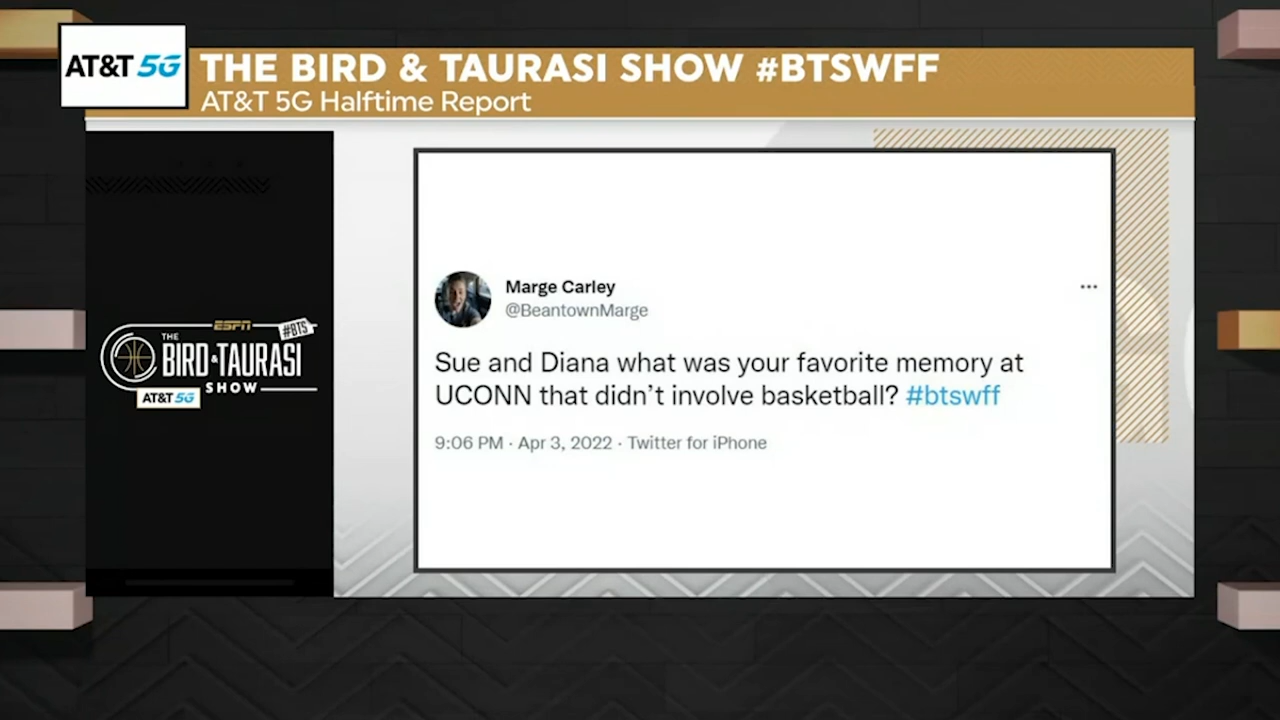 AT&T 5G
THE BIRD & TAURASI SHOW #BTSWFF
AT&T 5G Halftime Report
ESPN
#BTS
THE
BIRD & TAURASI
SHOW
AT&T 5G
Marge Carley
@BeantownMarge
Sue and Diana what was your favorite memory at
UCONN that didn’t involve basketball? #btswff
9:06 PM · Apr 3, 2022 · Twitter for iPhone